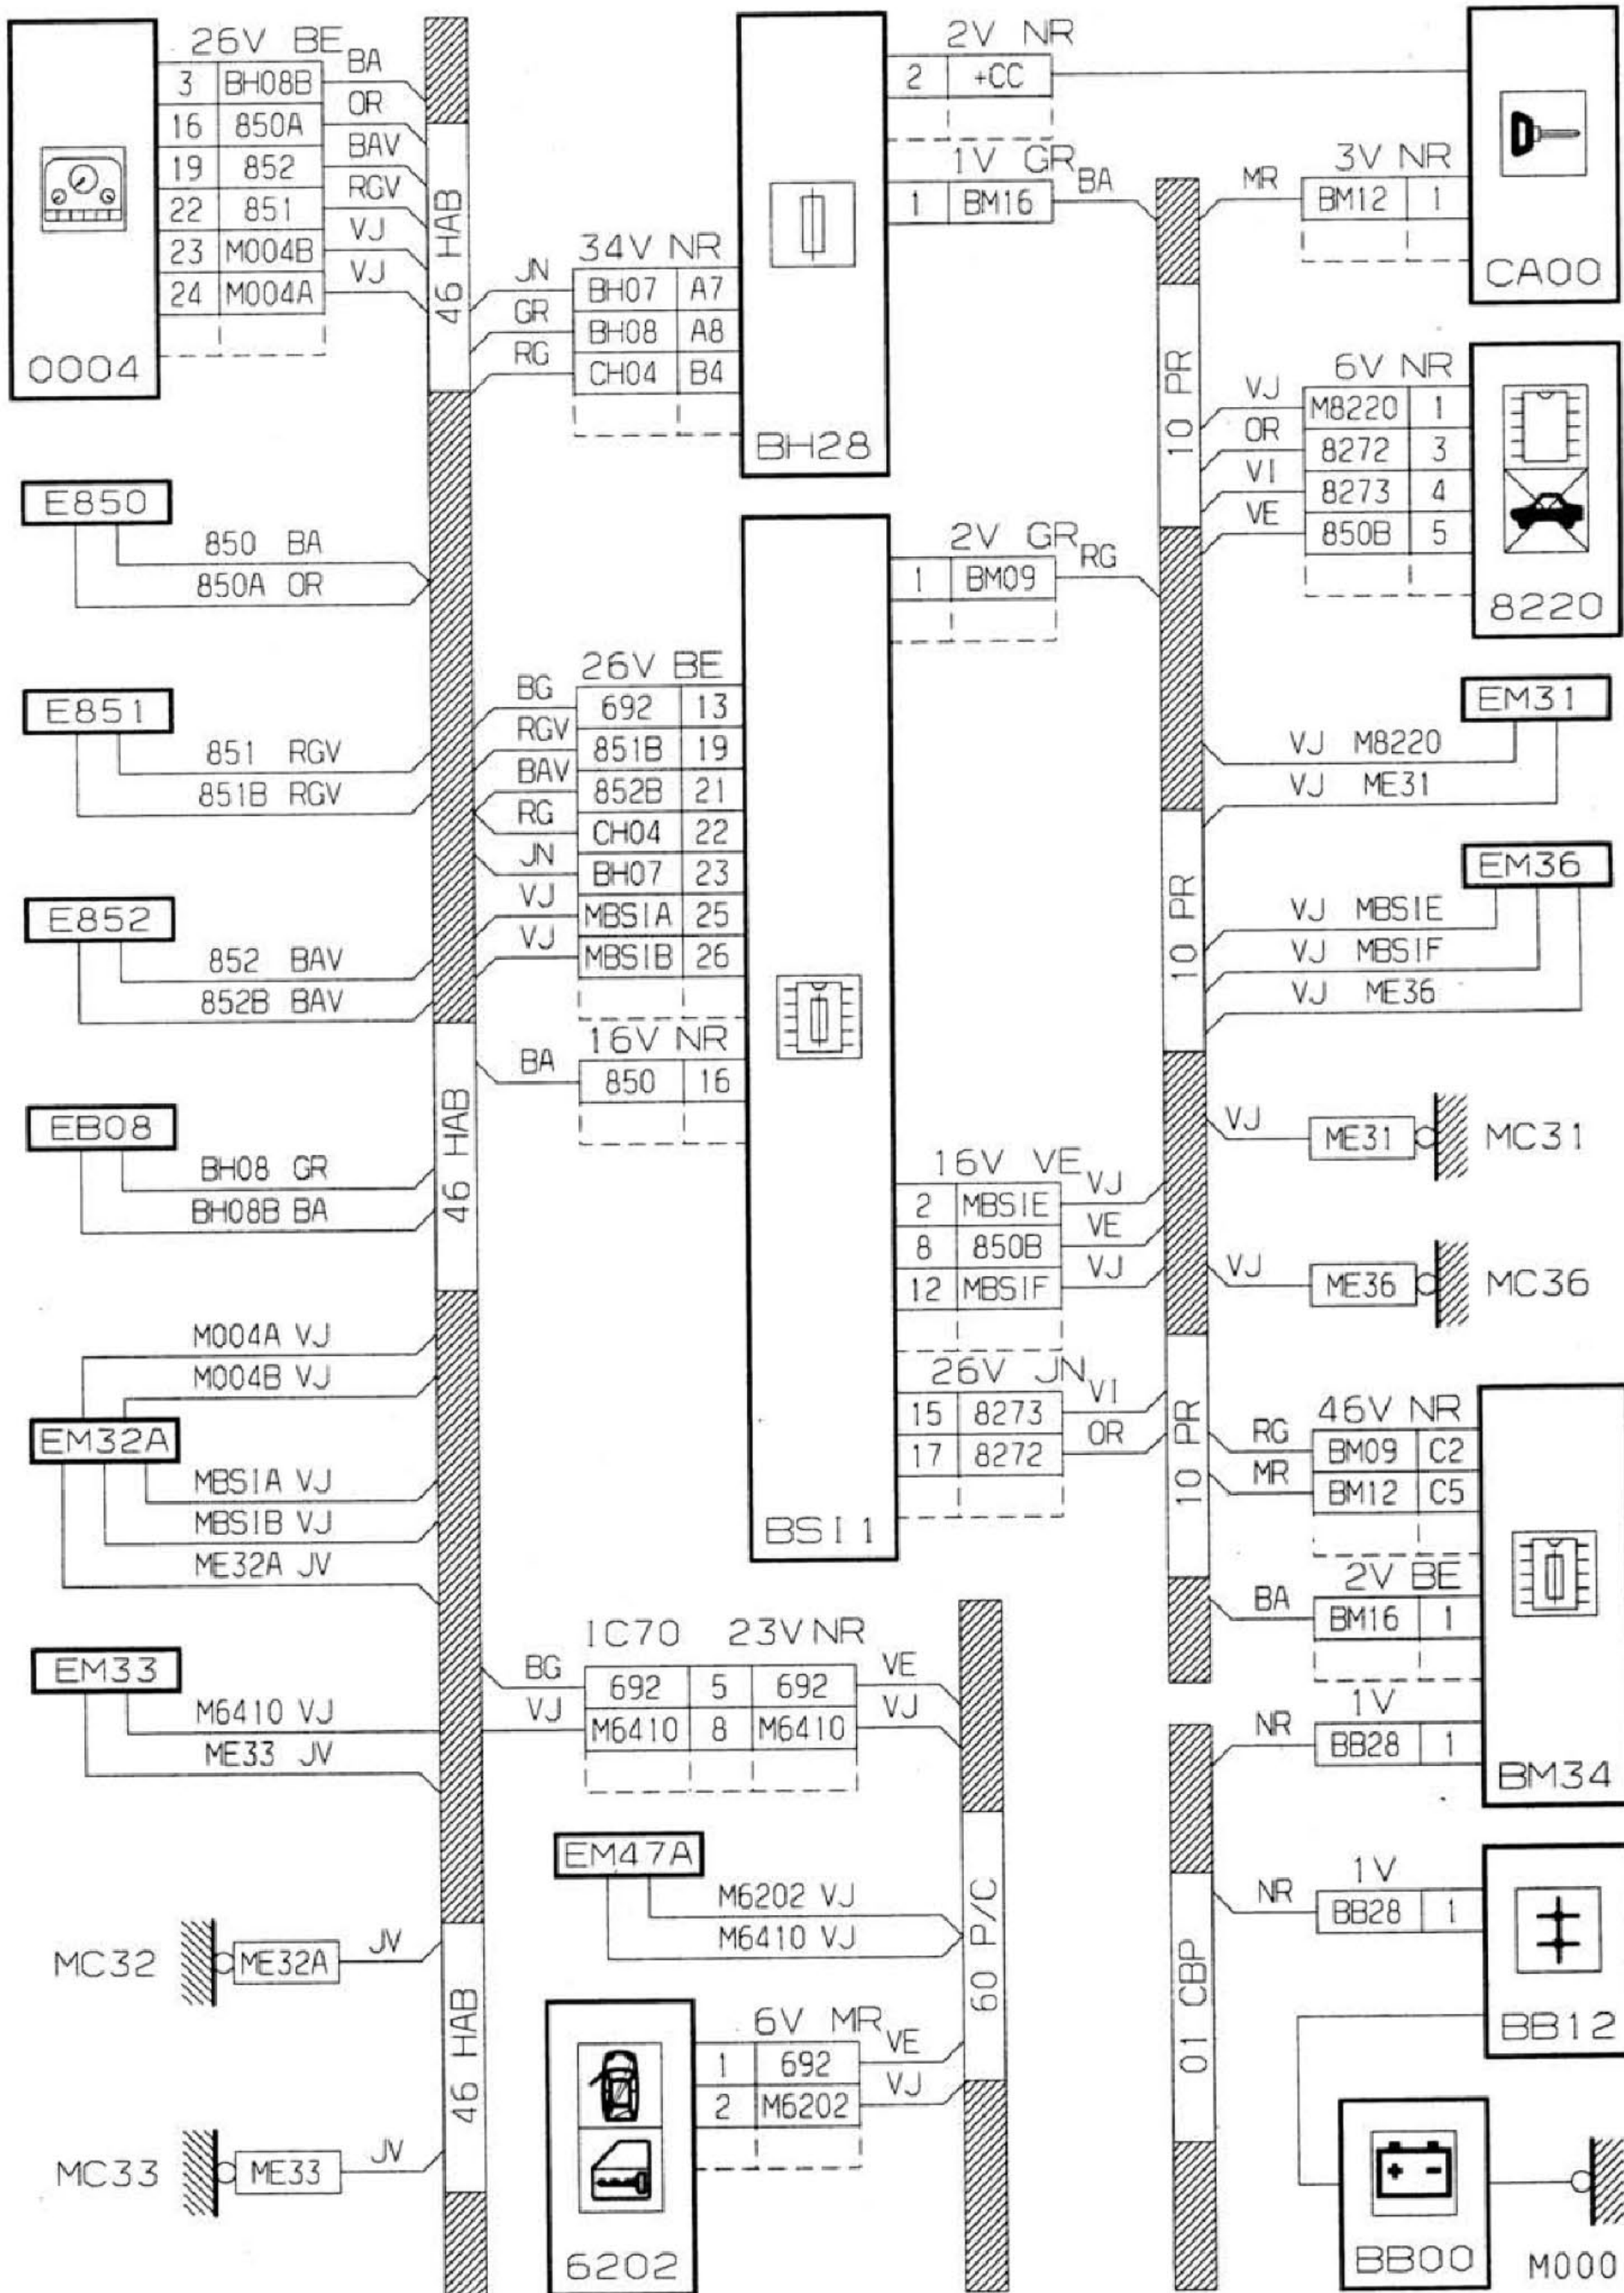 26V BE
3 BH08B BA
16 850A OR
19 852 BAV
22 851 RGV
23 M004B VJ
24 M004A VJ
0004
46 HAB
E850
850 BA
850A OR
E851
851 RGV
851B RGV
E852
852 BAV
852B BAV
46 HAB
EB08
BH08 GR
BH08B BA
M004A VJ
M004B VJ
EM32A
MBSIA VJ
MBSIB VJ
ME32A JV
EM33
M6410 VJ
ME33 JV
46 HAB
MC32 ME32A JV
MC33 ME33 JV
2V NR
2 +CC
1V GR
1 BM16 BA
34V NR
JN BH07 A7
GR BH08 A8
RG CH04 B4
BH28
2V GR
1 BM09 RG
26V BE
BG 692 13
RGV 851B 19
BAV 852B 21
RG CH04 22
JN BH07 23
VJ MBSIA 25
VJ MBSIB 26
16V NR
BA 850 16
16V VE
2 MBSIE VJ
8 850B VE
12 MBSIF VJ
26V JN
15 8273 VI
17 8272 OR
BSI1
IC70 23V NR
BG 692 5 692 VE
VJ M6410 8 M6410 VJ
EM47A
M6202 VJ
M6410 VJ
60 P/C
6V MR
1 692 VE
2 M6202 VJ
6202
3V NR
MR BM12 1
CA00
10 PR
6V NR
VJ M8220 1
OR 8272 3
VI 8273 4
VE 850B 5
8220
EM31
VJ M8220
VJ ME31
10 PR
EM36
VJ MBSIE
VJ MBSIF
VJ ME36
VJ ME31 MC31
VJ ME36 MC36
10 PR
46V NR
RG BM09 C2
MR BM12 C5
2V BE
BA BM16 1
1V
NR BB28 1
BM34
1V
NR BB28 1
BB12
01 CBP
BB00
M000